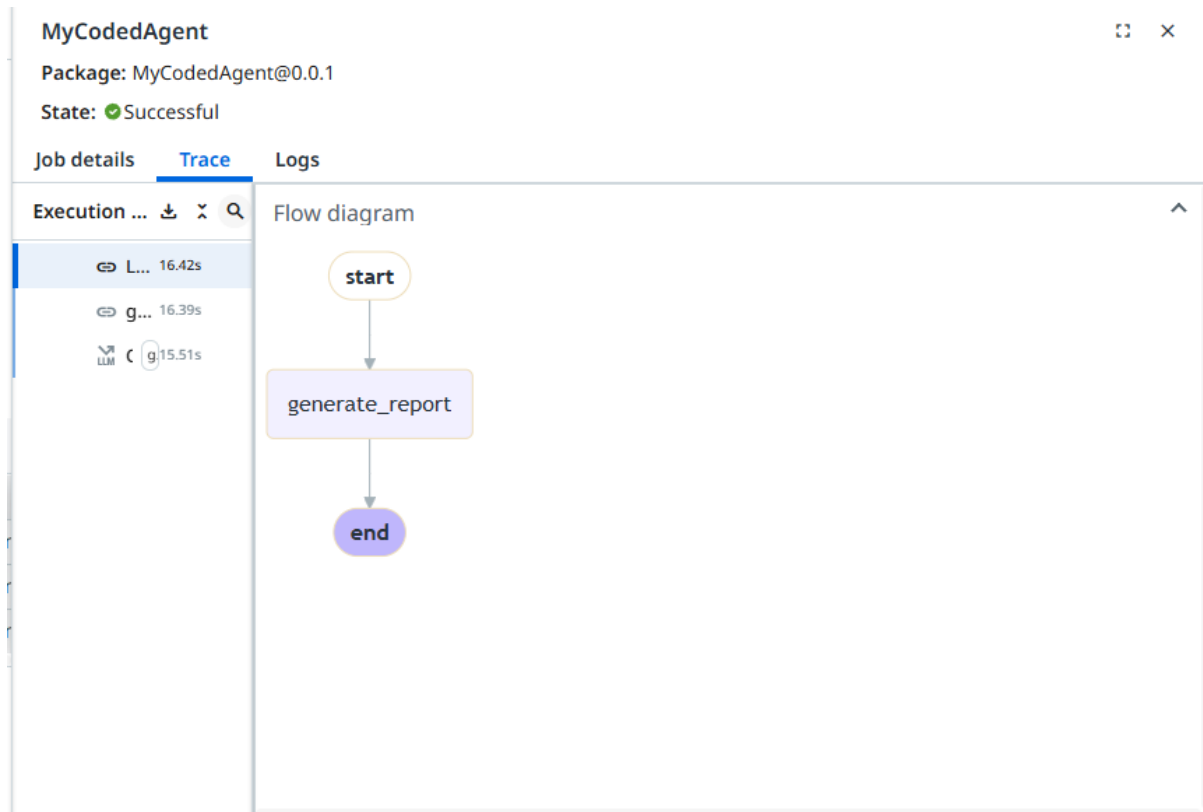 MyCodedAgent
Package: MyCodedAgent@0.0.1
State: Successful
Job details Trace Logs
Execution ...
Flow diagram
L... 16.42s
g... 16.39s
LLM g 15.51s
start
generate_report
end